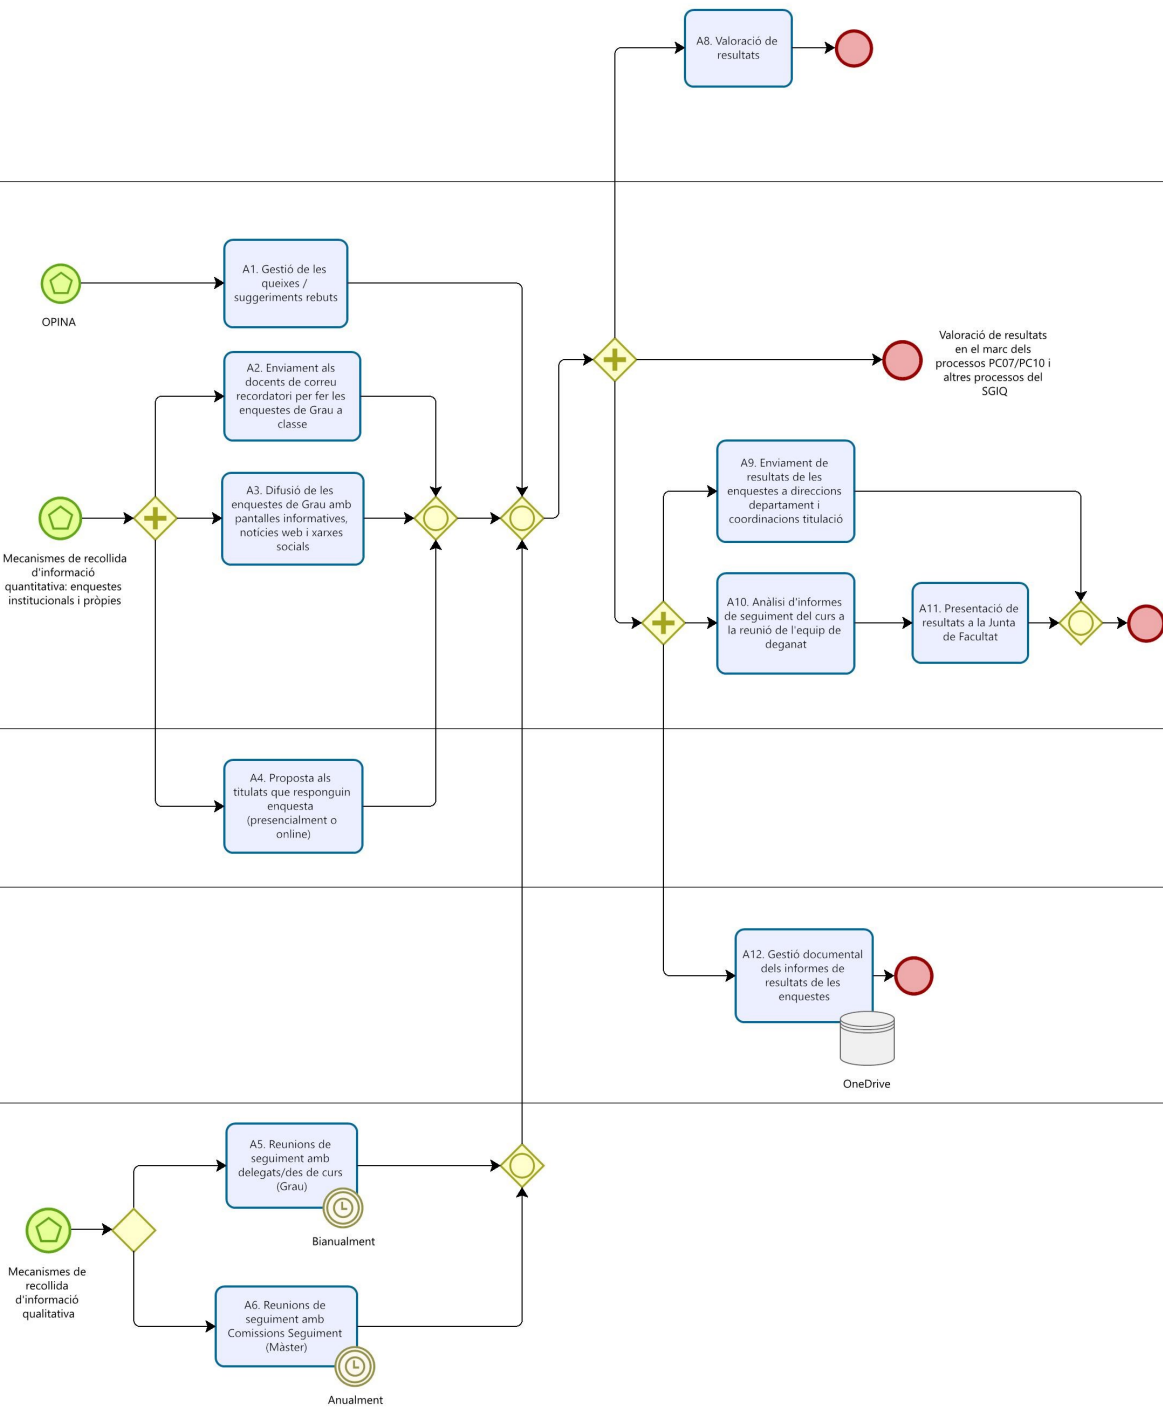 A8. Valoració de
resultats
A1. Gestió de les
queixes /
suggeriments rebuts
OPINA
A2. Enviament als
docents de correu
recordatori per fer les
enquestes de Grau a
classe
Valoració de resultats
en el marc dels
processos PC07/PC10 i
altres processos del
SGIQ
A3. Difusió de les
enquestes de Grau amb
pantalles informatives,
notícies web i xarxes
socials
Mecanismes de recollida
d'informació
quantitativa: enquestes
institucionals i pròpies
A9. Enviament de
resultats de les
enquestes a direccions
departament i
coordinacions titulació
A10. Anàlisi d'informes
de seguiment del curs a
la reunió de l'equip de
deganat
A11. Presentació de
resultats a la Junta
de Facultat
A4. Proposta als
titulats que responguin
enquesta
(presencialment o
online)
A12. Gestió documental
dels informes de
resultats de les
enquestes
OneDrive
A5. Reunions de
seguiment amb
delegats/des de curs
(Grau)
Bianualment
Mecanismes de
recollida
d'informació
qualitativa
A6. Reunions de
seguiment amb
Comissions Seguiment
(Màster)
Anualment